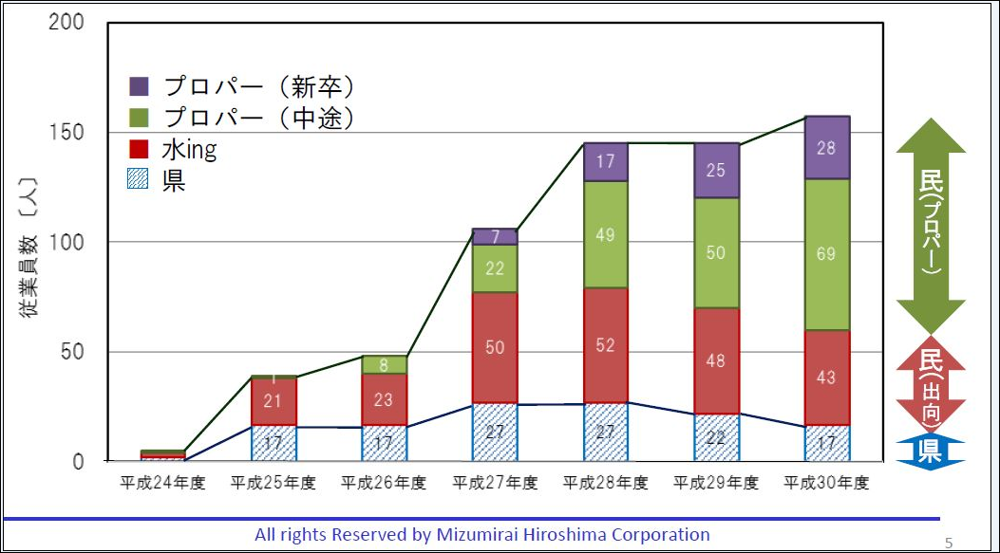 200
150
100
50
0
従業員数〔人〕
プロパー（新卒）
プロパー（中途）
水ing
県
17
21
1
17
23
8
27
50
22
7
27
52
49
17
22
48
50
25
17
43
69
28
平成24年度
平成25年度
平成26年度
平成27年度
平成28年度
平成29年度
平成30年度
民(プロパー)
民(出向)
県
All rights Reserved by Mizumirai Hiroshima Corporation
5